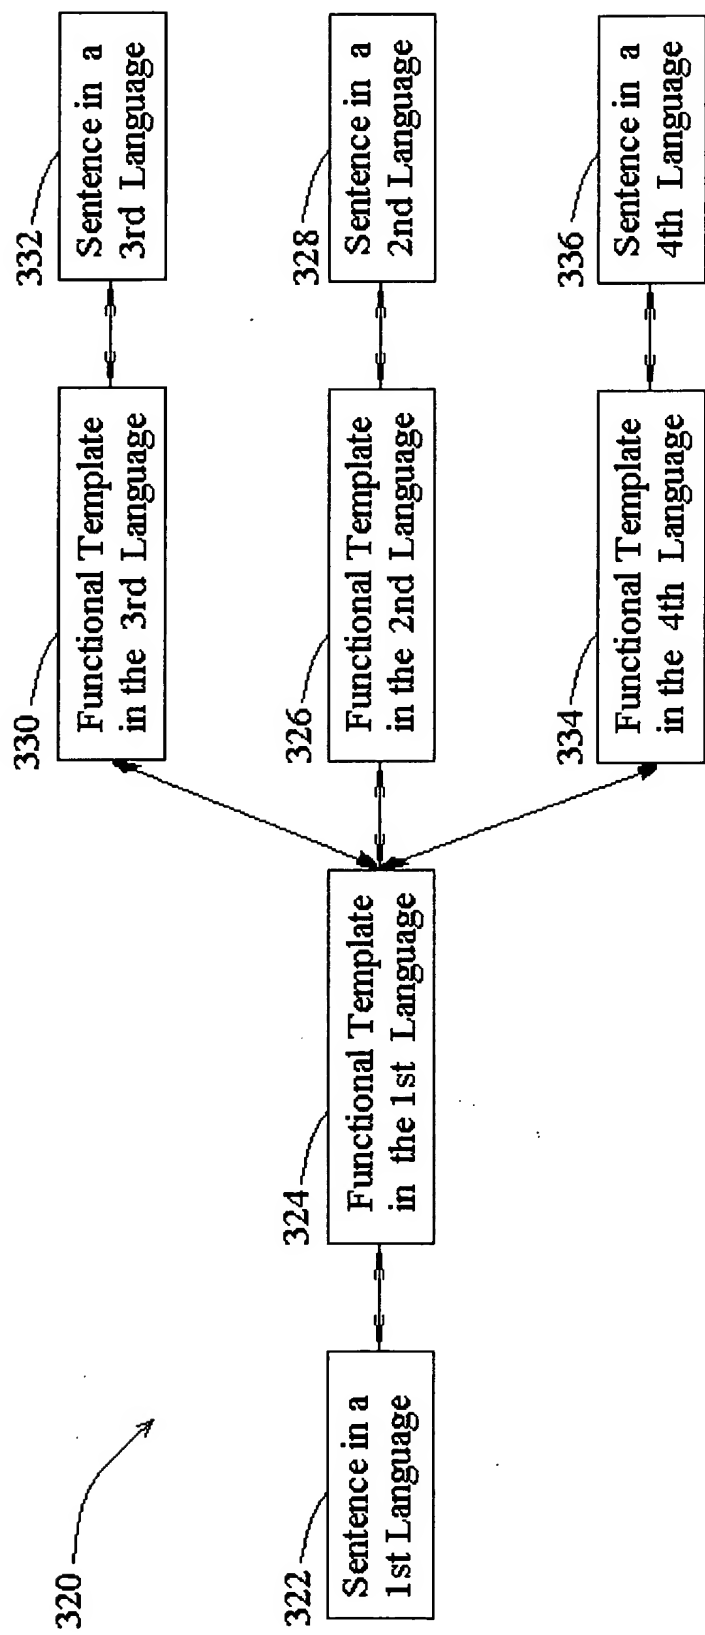 320
332
Sentence in a
3rd Language
330
Functional Template
in the 3rd Language
322
Sentence in a
1st Language
324
Functional Template
in the 1st Language
326
Functional Template
in the 2nd Language
328
Sentence in a
2nd Language
334
Functional Template
in the 4th Language
336
Sentence in a
4th Language